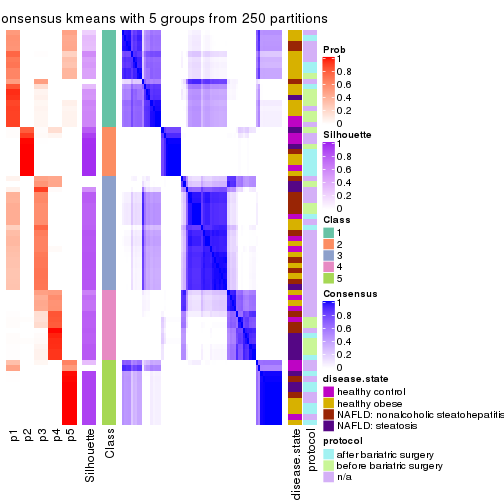 onsensus kmeans with 5 groups from 250 partitions
Prob
1
0.8
0.6
0.4
0.2
0
Silhouette
1
0.8
0.6
0.4
0.2
0
Class
1
2
3
4
5
Consensus
1
0.8
0.6
0.4
0.2
0
disease.state
healthy control
healthy obese
NAFLD: nonalcoholic steatohepatitis
NAFLD: steatosis
protocol
after bariatric surgery
before bariatric surgery
n/a
p1
p2
p3
p4
p5
Silhouette
Class
disease.state
protocol